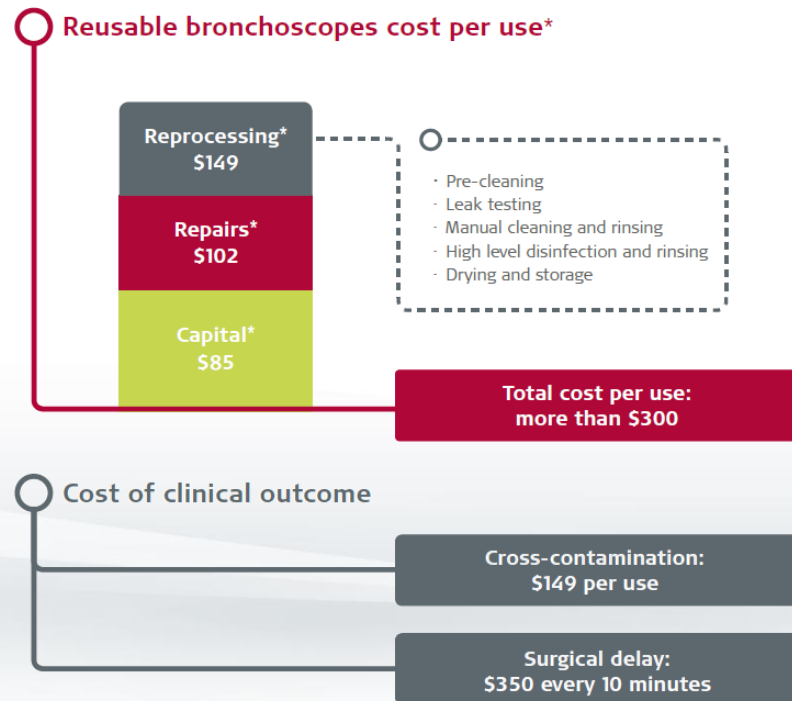 Reusable bronchoscopes cost per use*
Reprocessing*
$149
Repairs*
$102
Capital*
$85
· Pre-cleaning
· Leak testing
· Manual cleaning and rinsing
· High level disinfection and rinsing
· Drying and storage
Total cost per use:
more than $300
Cost of clinical outcome
Cross-contamination:
$149 per use
Surgical delay:
$350 every 10 minutes